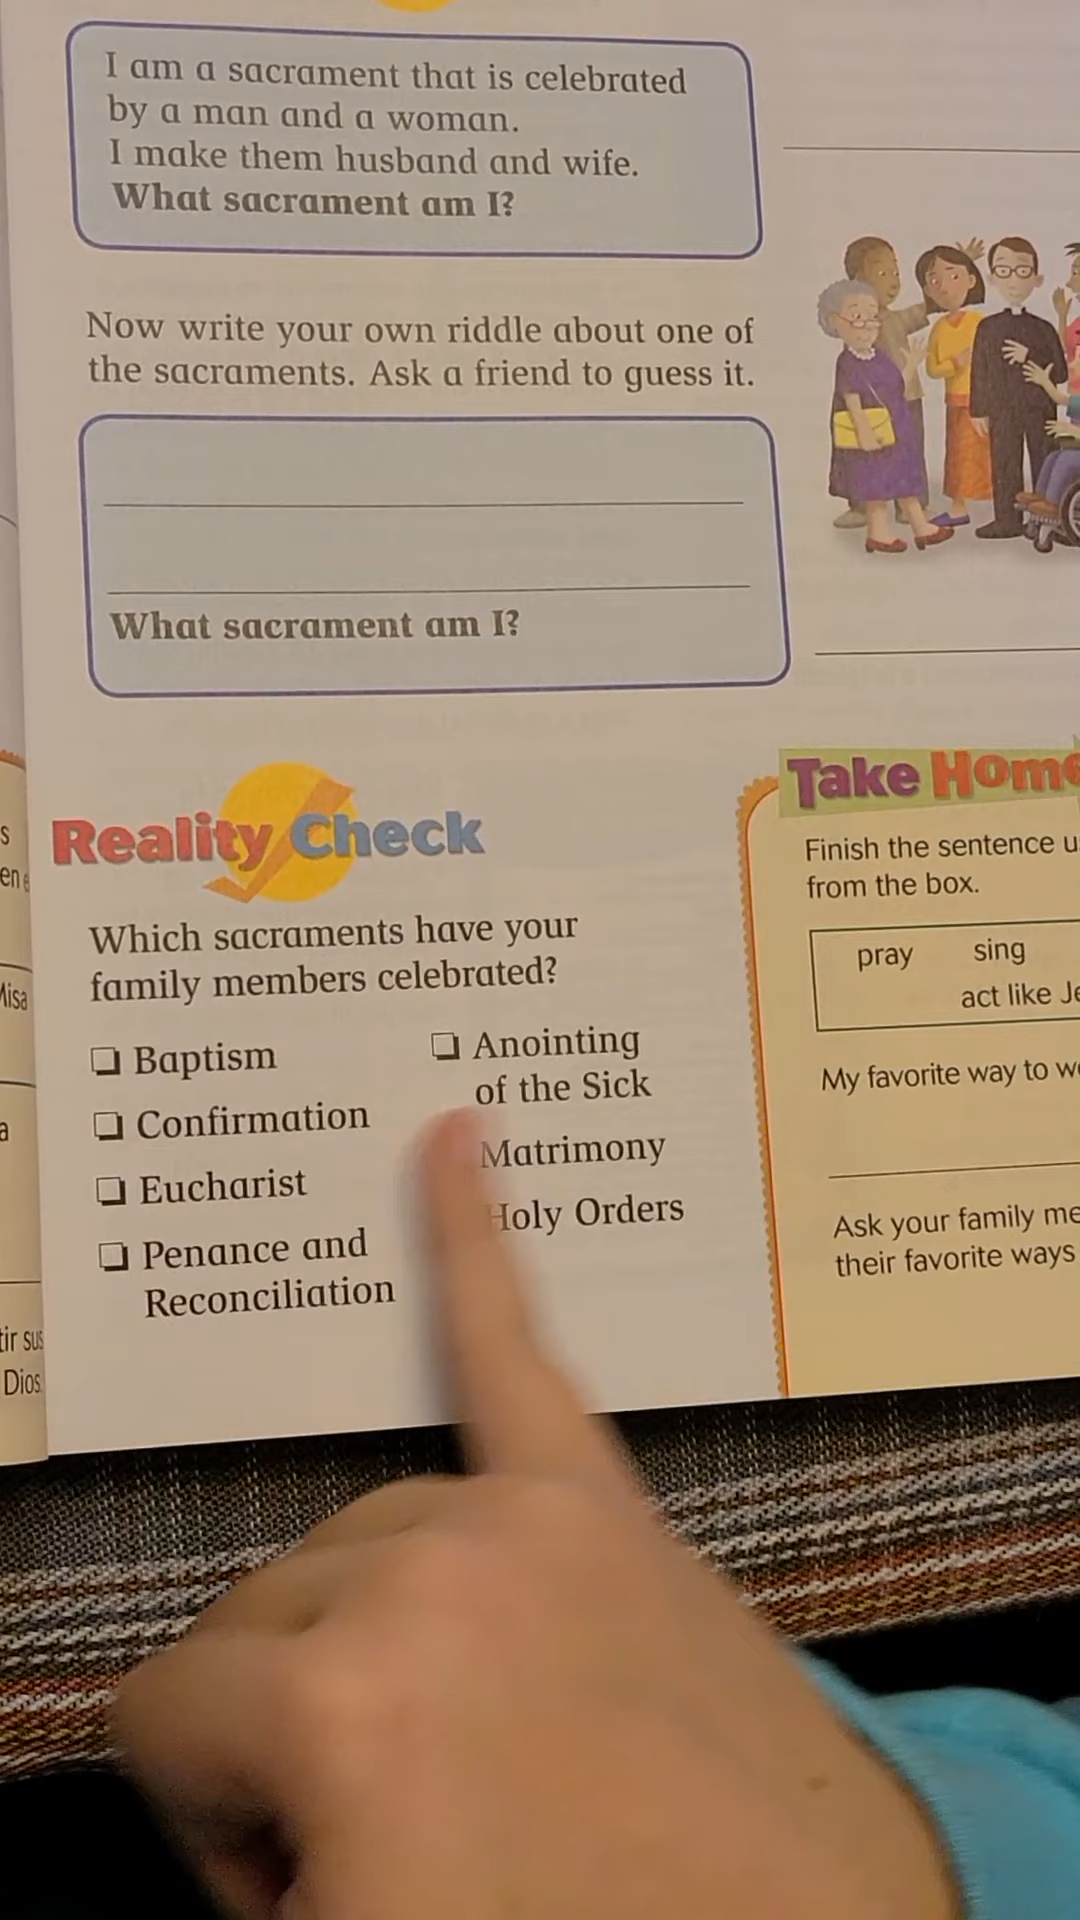 I am a sacrament that is celebrated
by a man and a woman.
I make them husband and wife.
What sacrament am I?
Now write your own riddle about one of
the sacraments. Ask a friend to guess it.
What sacrament am I?
Reality Check
Which sacraments have your
family members celebrated?
Baptism
Confirmation
Eucharist
Penance and
Reconciliation
Anointing
of the Sick
Matrimony
Holy Orders
Take Home
Finish the sentence
from the box.
pray sing
act like
My favorite way to
Ask your family
their favorite ways
Misa
tir sus
Dios.